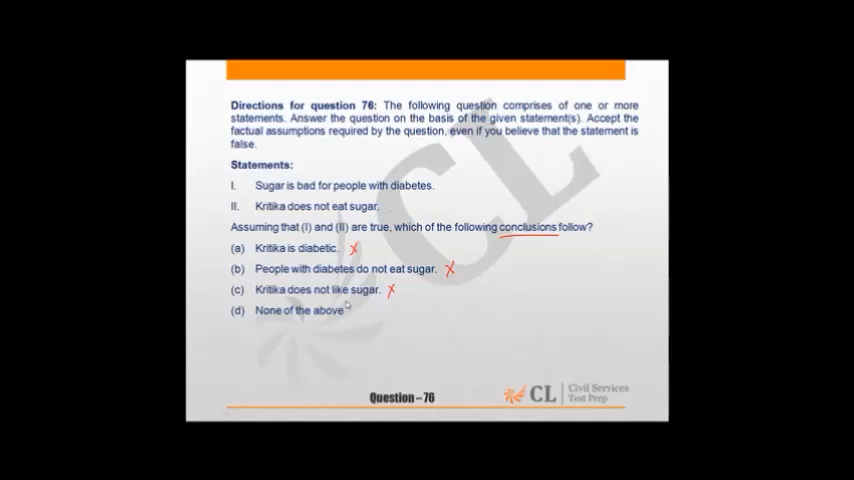 Directions for question 76: The following question comprises of one or more
statements. Answer the question on the basis of the given statement(s). Accept the
factual assumptions required by the question, even if you believe that the statement is
false.
Statements:
I. Sugar is bad for people with diabetes.
II. Kritika does not eat sugar.
Assuming that (I) and (II) are true, which of the following conclusions follow?
(a) Kritika is diabetic. X
(b) People with diabetes do not eat sugar. X
(c) Kritika does not like sugar. X
(d) None of the above
CL
Question – 76
CL Civil Services
Test Prep